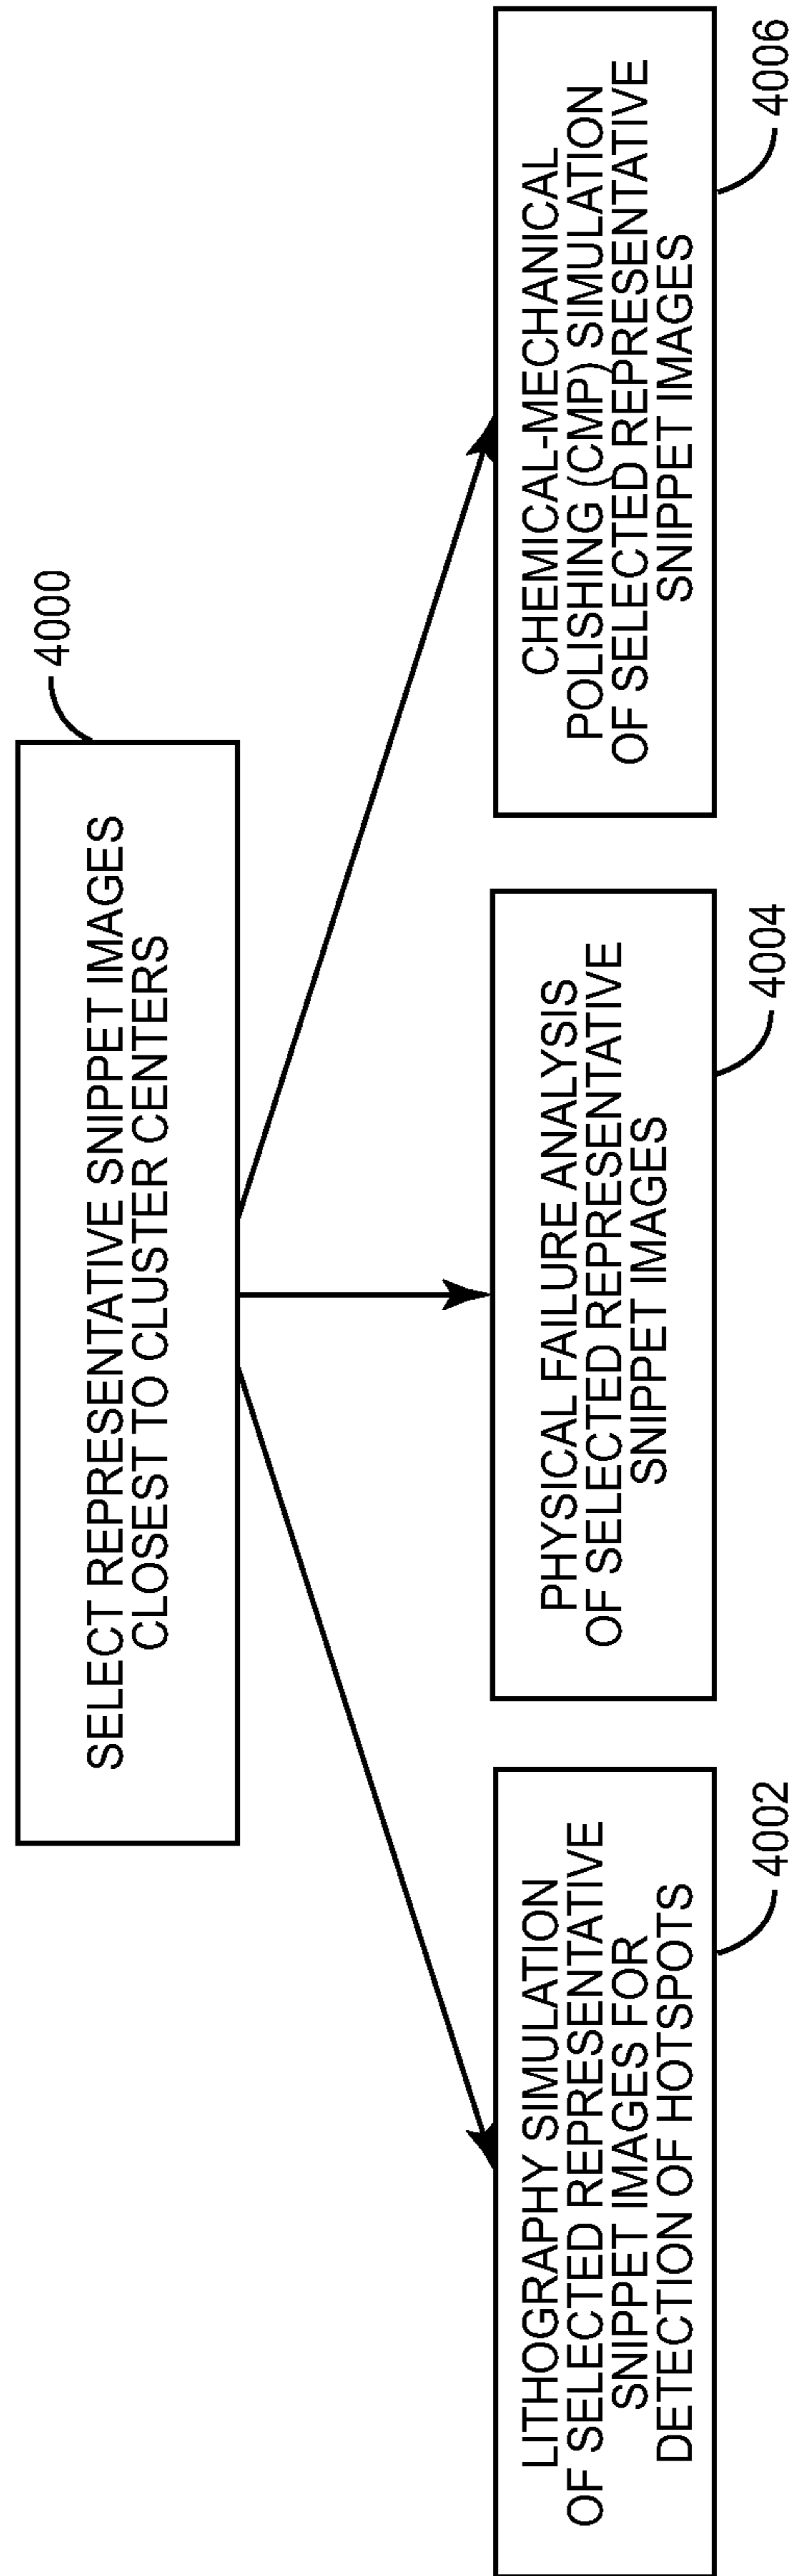 4000
SELECT REPRESENTATIVE SNIPPET IMAGES
CLOSEST TO CLUSTER CENTERS
LITHOGRAPHY SIMULATION
OF SELECTED REPRESENTATIVE
SNIPPET IMAGES FOR
DETECTION OF HOTSPOTS
4002
PHYSICAL FAILURE ANALYSIS
OF SELECTED REPRESENTATIVE
SNIPPET IMAGES
4004
CHEMICAL-MECHANICAL
POLISHING (CMP) SIMULATION
OF SELECTED REPRESENTATIVE
SNIPPET IMAGES
4006